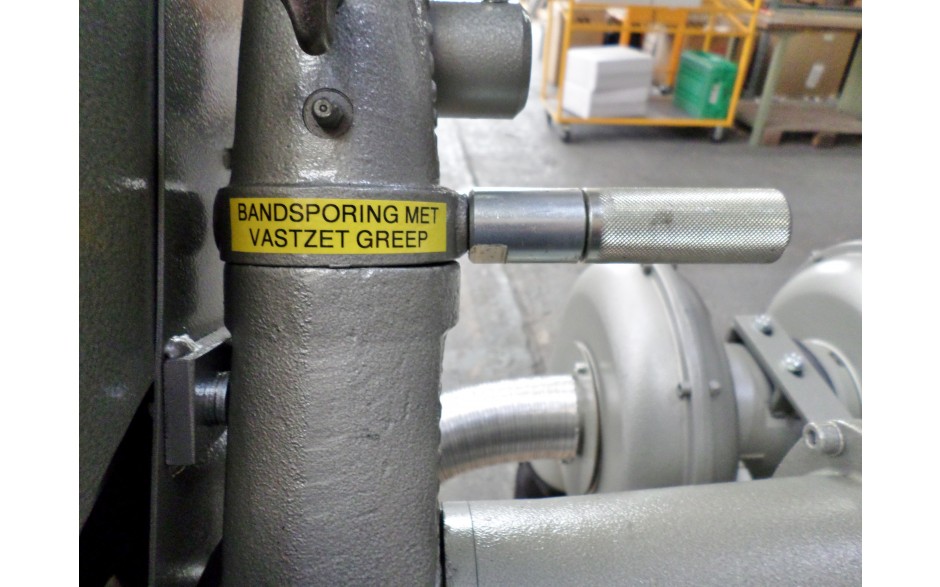 BANDSPORING MET
VASTZET GREEP